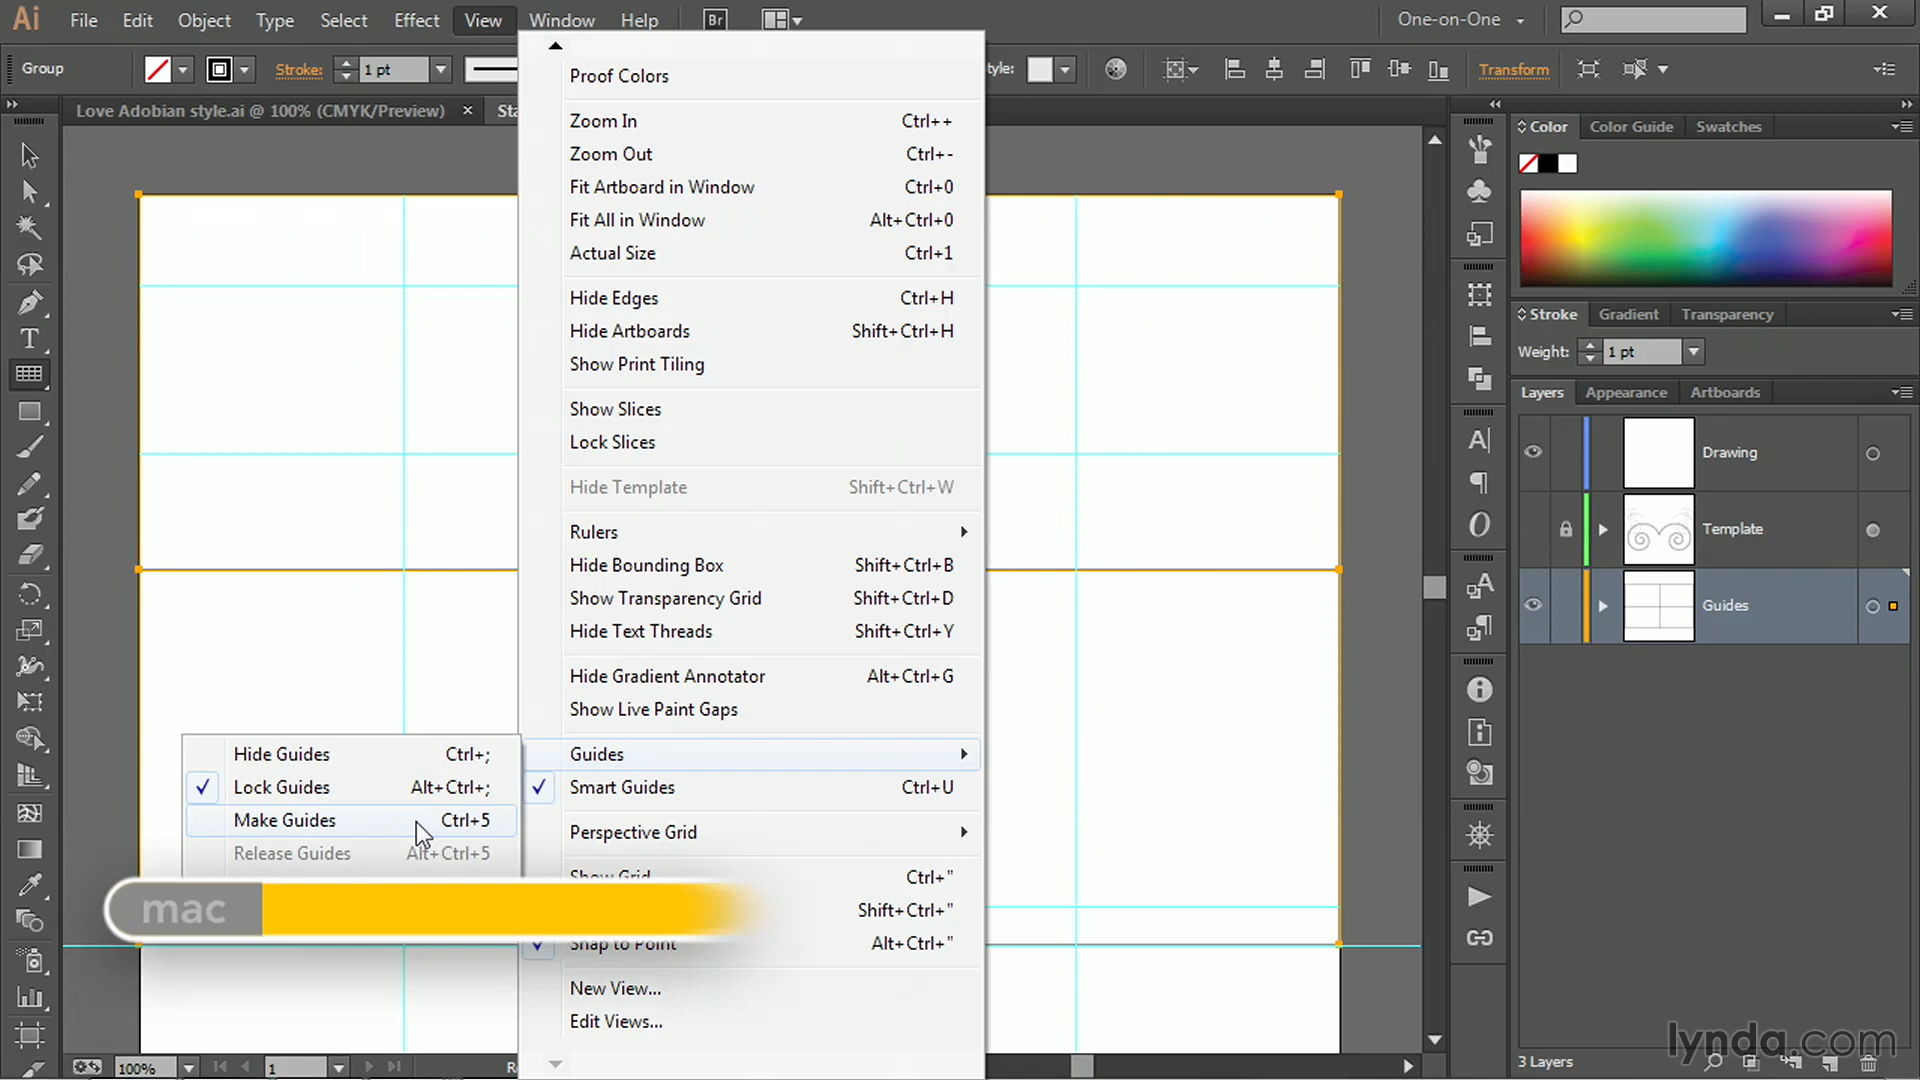 Ai File Edit Object Type Select Effect View Window Help Br One-on-One
Group Stroke: 1 pt tyle: Transform
Love Adobian style.ai @ 100% (CMYK/Preview) × Sta
Proof Colors
Zoom In Ctrl++
Zoom Out Ctrl+-
Fit Artboard in Window Ctrl+0
Fit All in Window Alt+Ctrl+0
Actual Size Ctrl+1
Hide Edges Ctrl+H
Hide Artboards Shift+Ctrl+H
Show Print Tiling
Show Slices
Lock Slices
Hide Template Shift+Ctrl+W
Rulers
Hide Bounding Box Shift+Ctrl+B
Show Transparency Grid Shift+Ctrl+D
Hide Text Threads Shift+Ctrl+Y
Hide Gradient Annotator Alt+Ctrl+G
Show Live Paint Gaps
Guides
Smart Guides Ctrl+U
Perspective Grid
Show Grid Ctrl+"
Shift+Ctrl+"
Snap to Point Alt+Ctrl+"
New View...
Edit Views...
Hide Guides Ctrl+;
Lock Guides Alt+Ctrl+;
Make Guides Ctrl+5
Release Guides Alt+Ctrl+5
mac
Color Color Guide Swatches
Stroke Gradient Transparency
Weight: 1 pt
Layers Appearance Artboards
Drawing
Template
Guides
3 Layers
100% 1
lynda.com